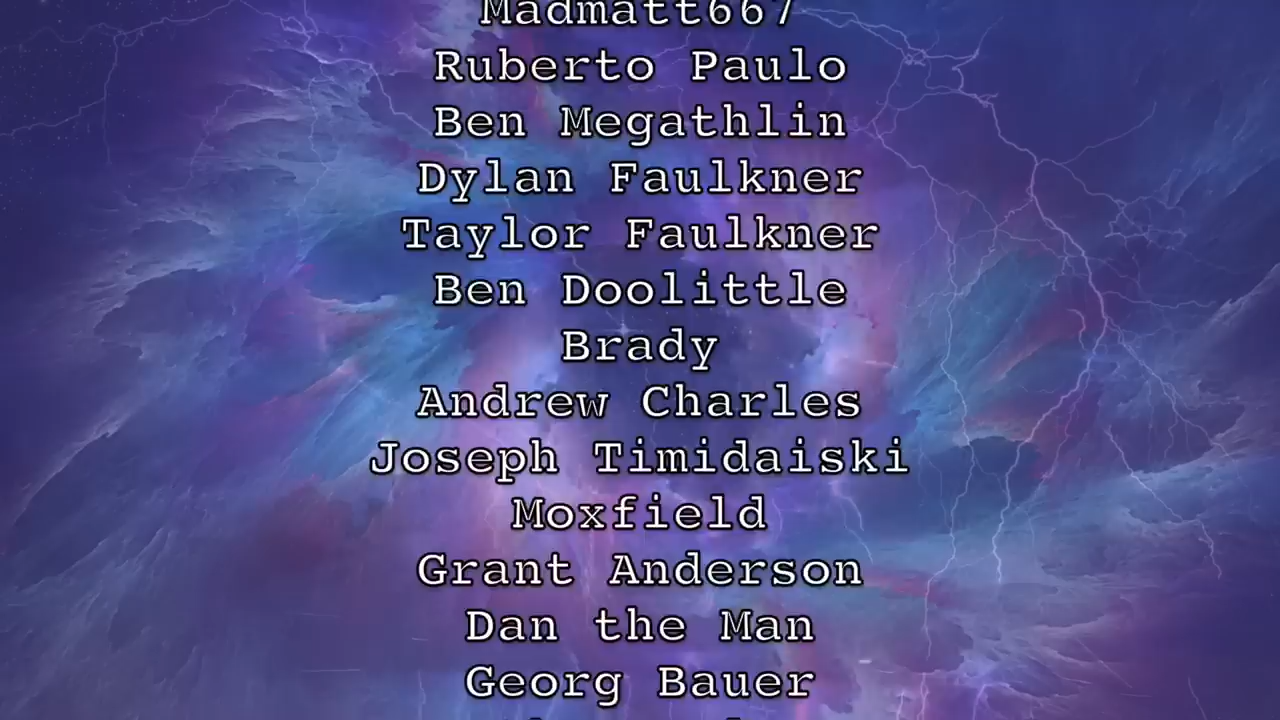 Madmatt667
Ruberto Paulo
Ben Megathlin
Dylan Faulkner
Taylor Faulkner
Ben Doolittle
Brady
Andrew Charles
Joseph Timidaiski
Moxfield
Grant Anderson
Dan the Man
Georg Bauer